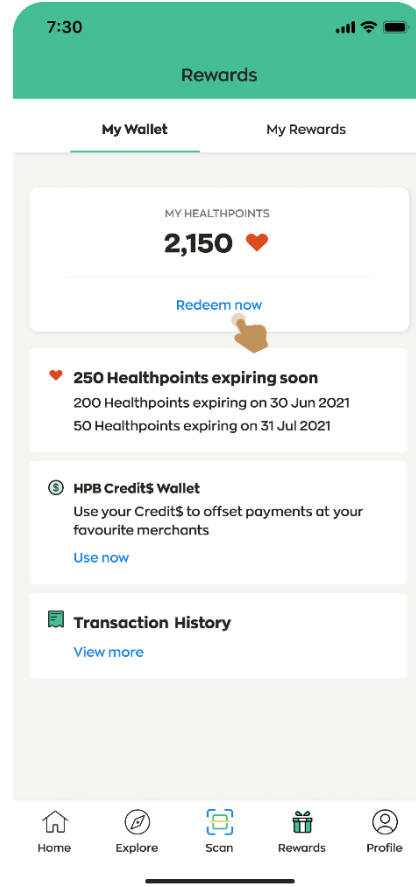 7:30
Rewards
My Wallet
My Rewards
MY HEALTHPOINTS
2,150
Redeem now
250 Healthpoints expiring soon
200 Healthpoints expiring on 30 Jun 2021
50 Healthpoints expiring on 31 Jul 2021
$
HPB Credit$ Wallet
Use your Credit$ to offset payments at your
favourite merchants
Use now
Transaction History
View more
Home
Explore
Scan
Rewards
Profile